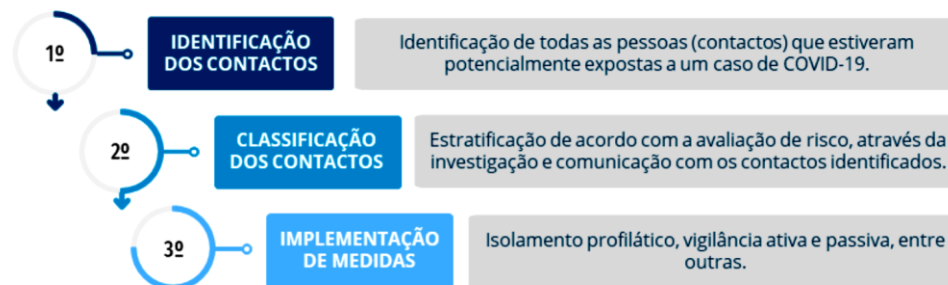 1º
IDENTIFICAÇÃO
DOS CONTACTOS
Identificação de todas as pessoas (contactos) que estiveram
potencialmente expostas a um caso de COVID-19.
2º
CLASSIFICAÇÃO
DOS CONTACTOS
Estratificação de acordo com a avaliação de risco, através da
investigação e comunicação com os contactos identificados.
3º
IMPLEMENTAÇÃO
DE MEDIDAS
Isolamento profilático, vigilância ativa e passiva, entre
outras.